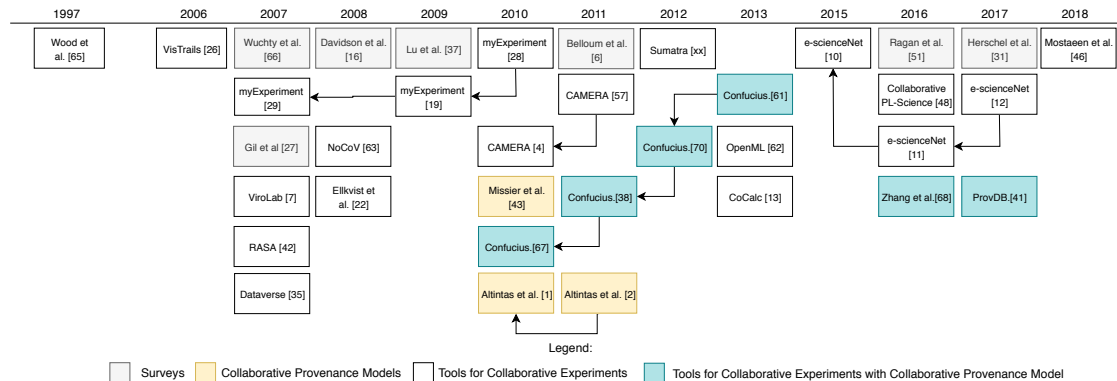 1997 2006 2007 2008 2009 2010 2011 2012 2013 2015 2016 2017 2018
Wood et
al. [65]
VisTrails [26]
Wuchty et al.
[66]
Davidson et al.
[16]
Lu et al. [37]
myExperiment
[28]
Belloum et al.
[6]
Sumatra [xx]
e-scienceNet
[10]
Ragan et al.
[51]
Herschel et al.
[31]
Mostaeen et al.
[46]
myExperiment
[29]
myExperiment
[19]
CAMERA [57]
Confucius.[61]
Collaborative
PL-Science [48]
e-scienceNet
[12]
Gil et al [27]
NoCoV [63]
CAMERA [4]
Confucius.[70]
OpenML [62]
e-scienceNet
[11]
ViroLab [7]
Ellkvist et
al. [22]
Missier et al.
[43]
Confucius.[38]
CoCalc [13]
Zhang et al.[68]
ProvDB.[41]
RASA [42]
Confucius.[67]
Dataverse [35]
Altintas et al. [1]
Altintas et al. [2]
Legend:
Surveys
Collaborative Provenance Models
Tools for Collaborative Experiments
Tools for Collaborative Experiments with Collaborative Provenance Model